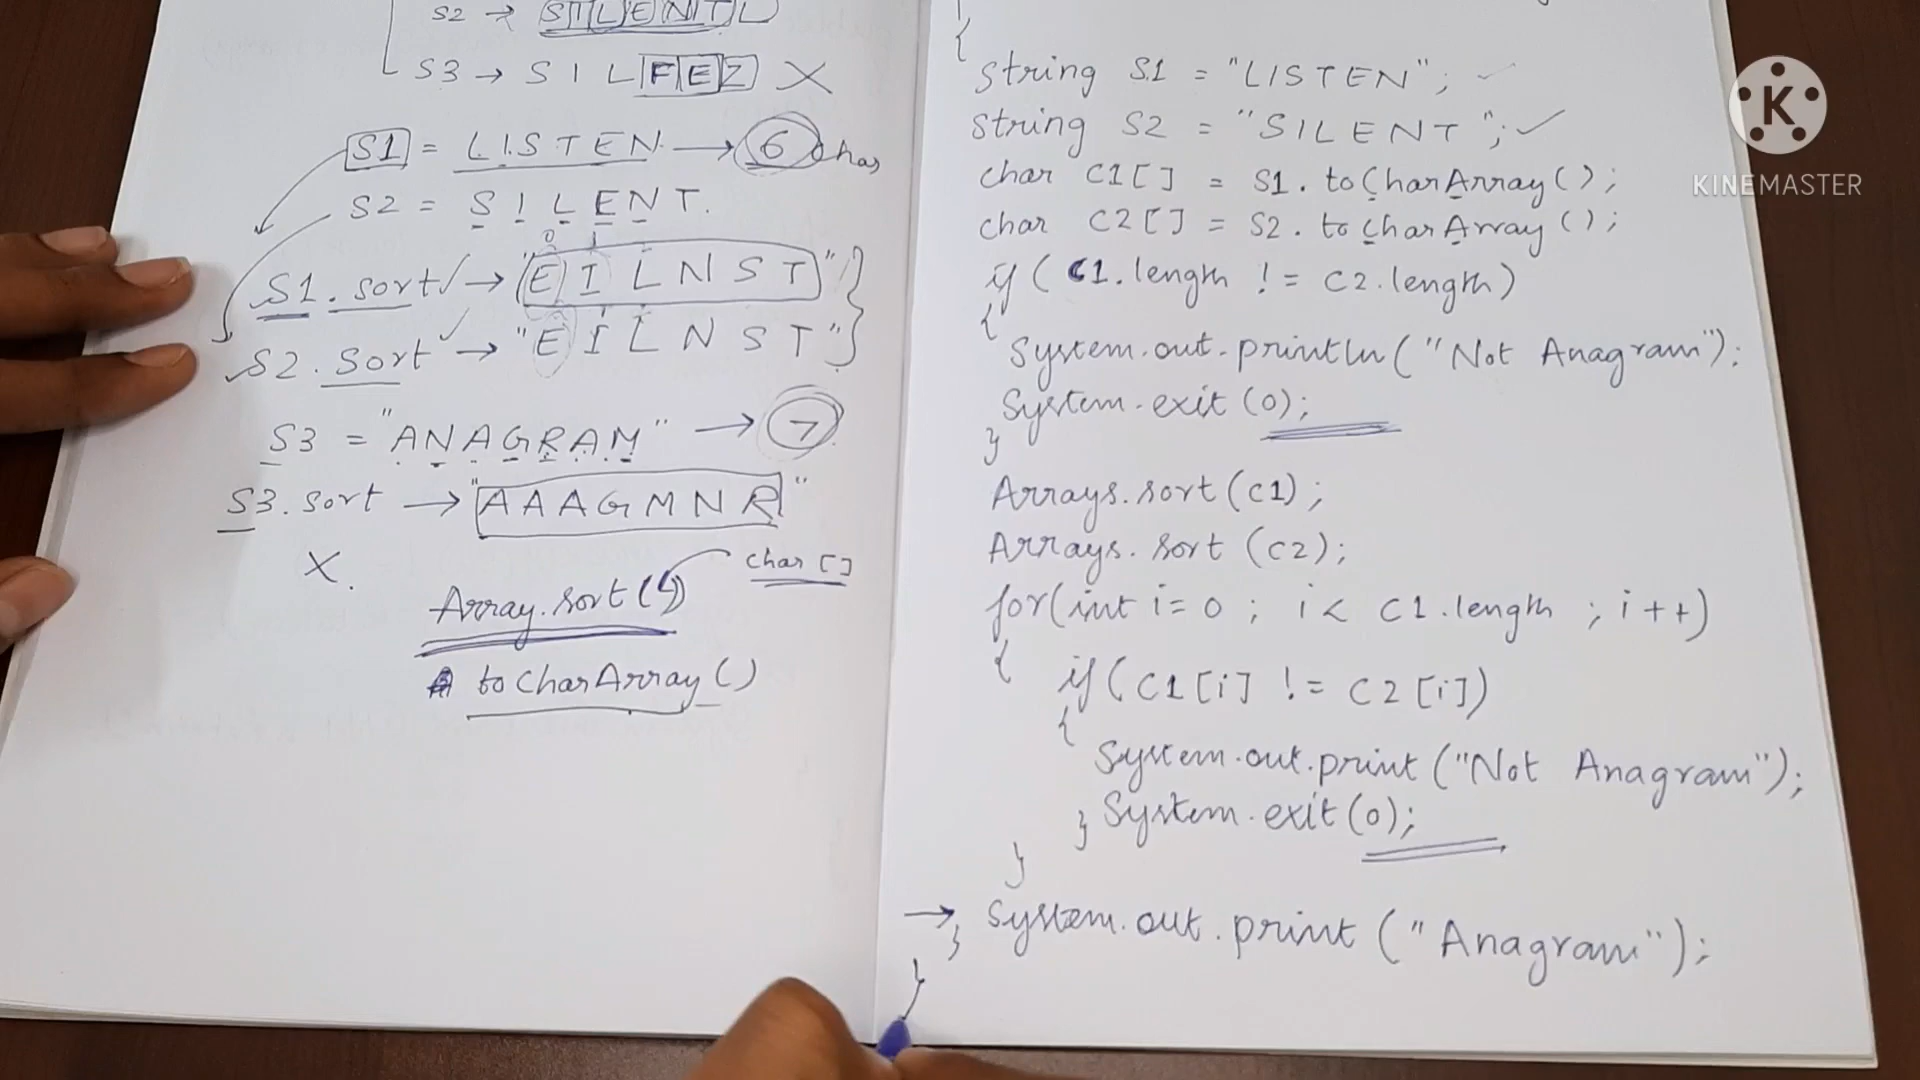 S2 → SILENT
S3 → SILFEZ X
S1 = LISTEN → 6 chas
S2 = SILENT.
0 1
S1.sort ✓ → "EILNST"
S2.sort ✓ → "EILNST"
S3 = "ANAGRAM" → 7
S3.sort → "AAAGMNR"
X.
char []
Array.sort( )
toCharArray()
{
String S1 = "LISTEN"; ✓
String S2 = "SILENT"; ✓
char C1[] = S1.toCharArray();
char C2[] = S2.toCharArray();
if (C1.length != C2.length)
{
System.out.println("Not Anagram");
System.exit(0);
}
Arrays.sort(C1);
Arrays.sort(C2);
for(int i=0 ; i< C1.length ; i++)
{
if(C1[i] != C2[i])
{
System.out.print("Not Anagram");
} System.exit(0);
}
→ System.out.print("Anagram");
}
}
K
KINEMASTER